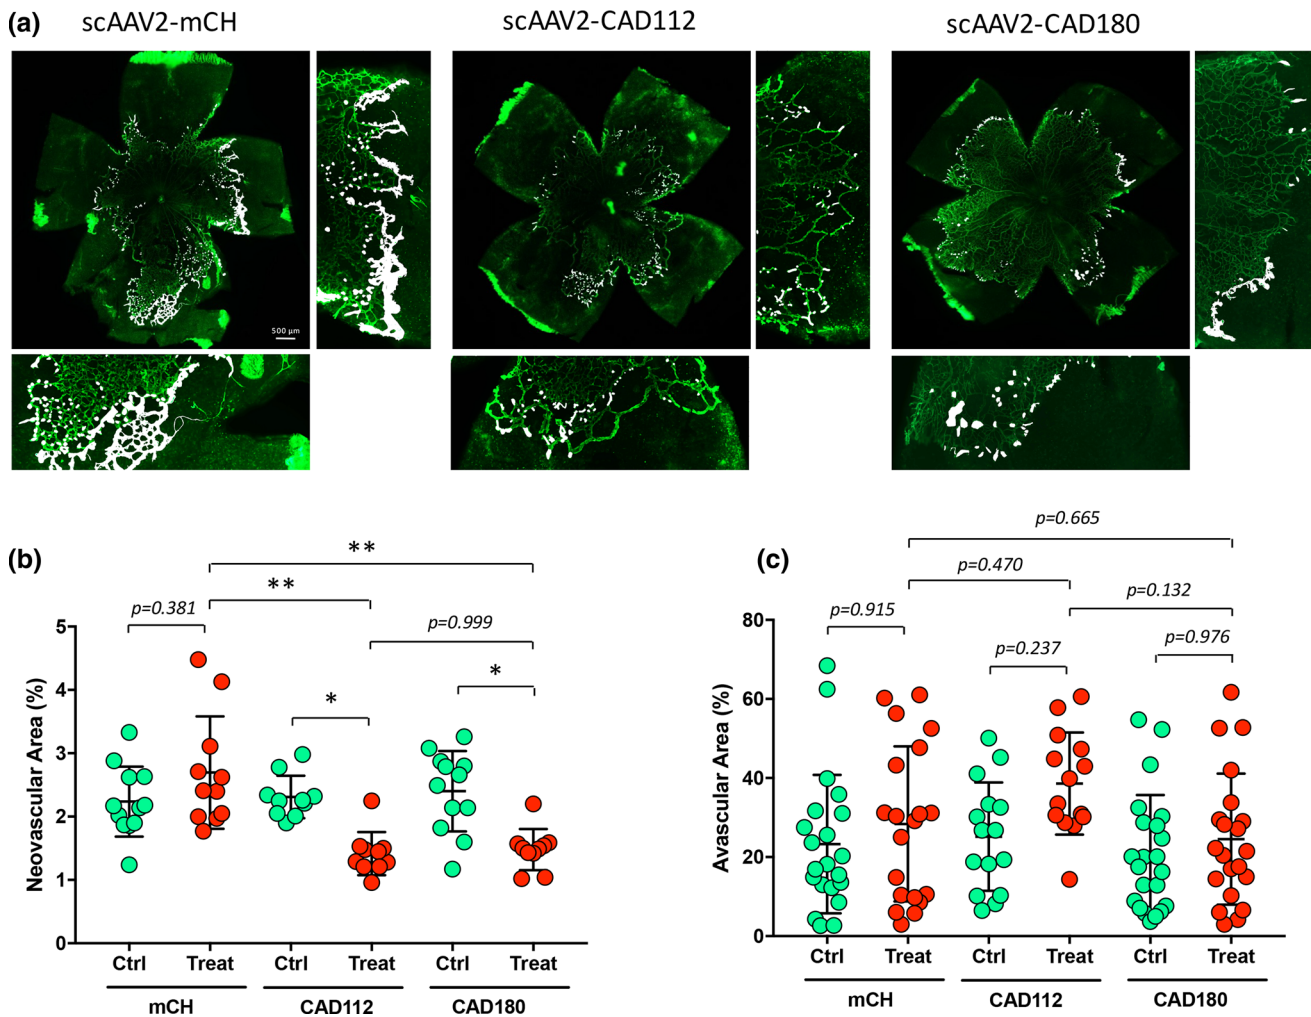 (a)
scAAV2-mCH
scAAV2-CAD112
scAAV2-CAD180
500 µm
(b)
**
**
p=0.381
p=0.999
*
*
Neovascular Area (%)
5
4
3
2
1
0
Ctrl
Treat
Ctrl
Treat
Ctrl
Treat
mCH
CAD112
CAD180
(c)
p=0.665
p=0.470
p=0.132
p=0.915
p=0.237
p=0.976
Avascular Area (%)
80
60
40
20
0
Ctrl
Treat
Ctrl
Treat
Ctrl
Treat
mCH
CAD112
CAD180